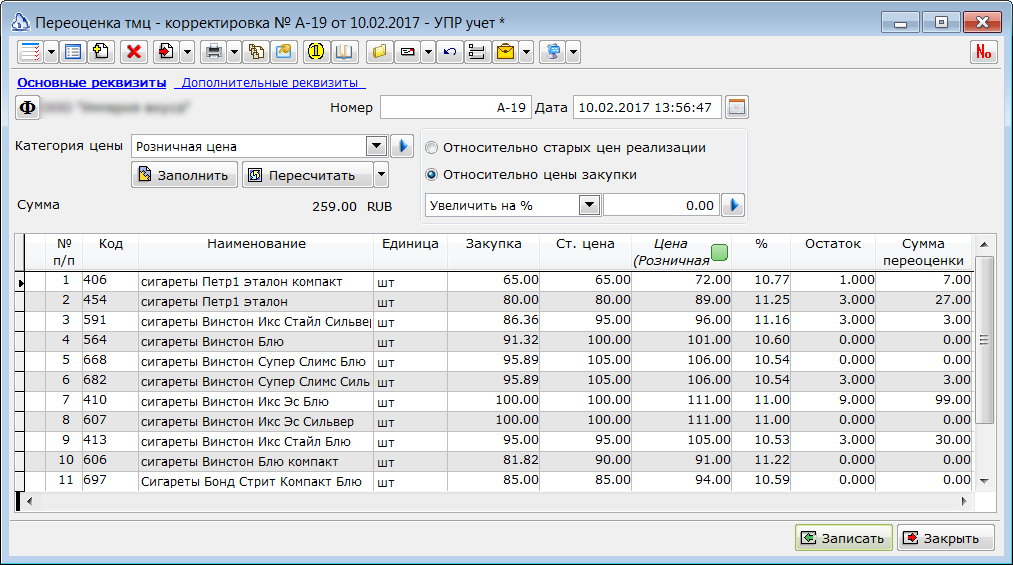 Переоценка тмц - корректировка № А-19 от 10.02.2017 - УПР учет *
1
No
Основные реквизиты Дополнительные реквизиты
Ф Номер А-19 Дата 10.02.2017 13:56:47
Категория цены Розничная цена Относительно старых цен реализации
Заполнить Пересчитать Относительно цены закупки
Сумма 259.00 RUB Увеличить на % 0.00
№ Код Наименование Единица Закупка Ст. цена Цена % Остаток Сумма
п/п (Розничная переоценки
1 406 сигареты Петр1 эталон компакт шт 65.00 65.00 72.00 10.77 1.000 7.00
2 454 сигареты Петр1 эталон шт 80.00 80.00 89.00 11.25 3.000 27.00
3 591 сигареты Винстон Икс Стайл Сильвер шт 86.36 95.00 96.00 11.16 3.000 3.00
4 564 сигареты Винстон Блю шт 91.32 100.00 101.00 10.60 0.000 0.00
5 668 сигареты Винстон Супер Слимс Блю шт 95.89 105.00 106.00 10.54 0.000 0.00
6 682 сигареты Винстон Супер Слимс Силь шт 95.89 105.00 106.00 10.54 3.000 3.00
7 410 сигареты Винстон Икс Эс Блю шт 100.00 100.00 111.00 11.00 9.000 99.00
8 607 сигареты Винстон Икс Эс Сильвер шт 100.00 100.00 111.00 11.00 0.000 0.00
9 413 сигареты Винстон Икс Стайл Блю шт 95.00 95.00 105.00 10.53 3.000 30.00
10 606 сигареты Винстон Блю компакт шт 81.82 90.00 91.00 11.22 0.000 0.00
11 697 Сигареты Бонд Стрит Компакт Блю шт 85.00 85.00 94.00 10.59 0.000 0.00
Записать Закрыть